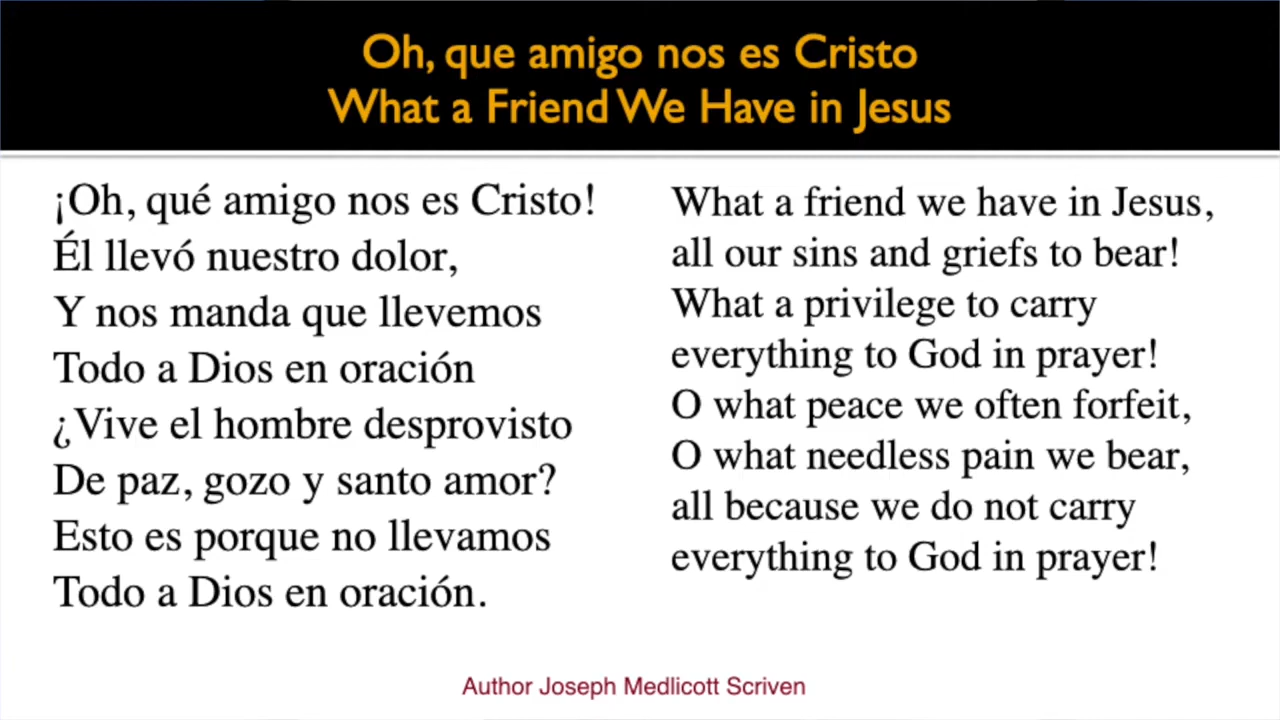 Oh, que amigo nos es Cristo
What a Friend We Have in Jesus
¡Oh, qué amigo nos es Cristo!
Él llevó nuestro dolor,
Y nos manda que llevemos
Todo a Dios en oración
¿Vive el hombre desprovisto
De paz, gozo y santo amor?
Esto es porque no llevamos
Todo a Dios en oración.
What a friend we have in Jesus,
all our sins and griefs to bear!
What a privilege to carry
everything to God in prayer!
O what peace we often forfeit,
O what needless pain we bear,
all because we do not carry
everything to God in prayer!
Author Joseph Medlicott Scriven